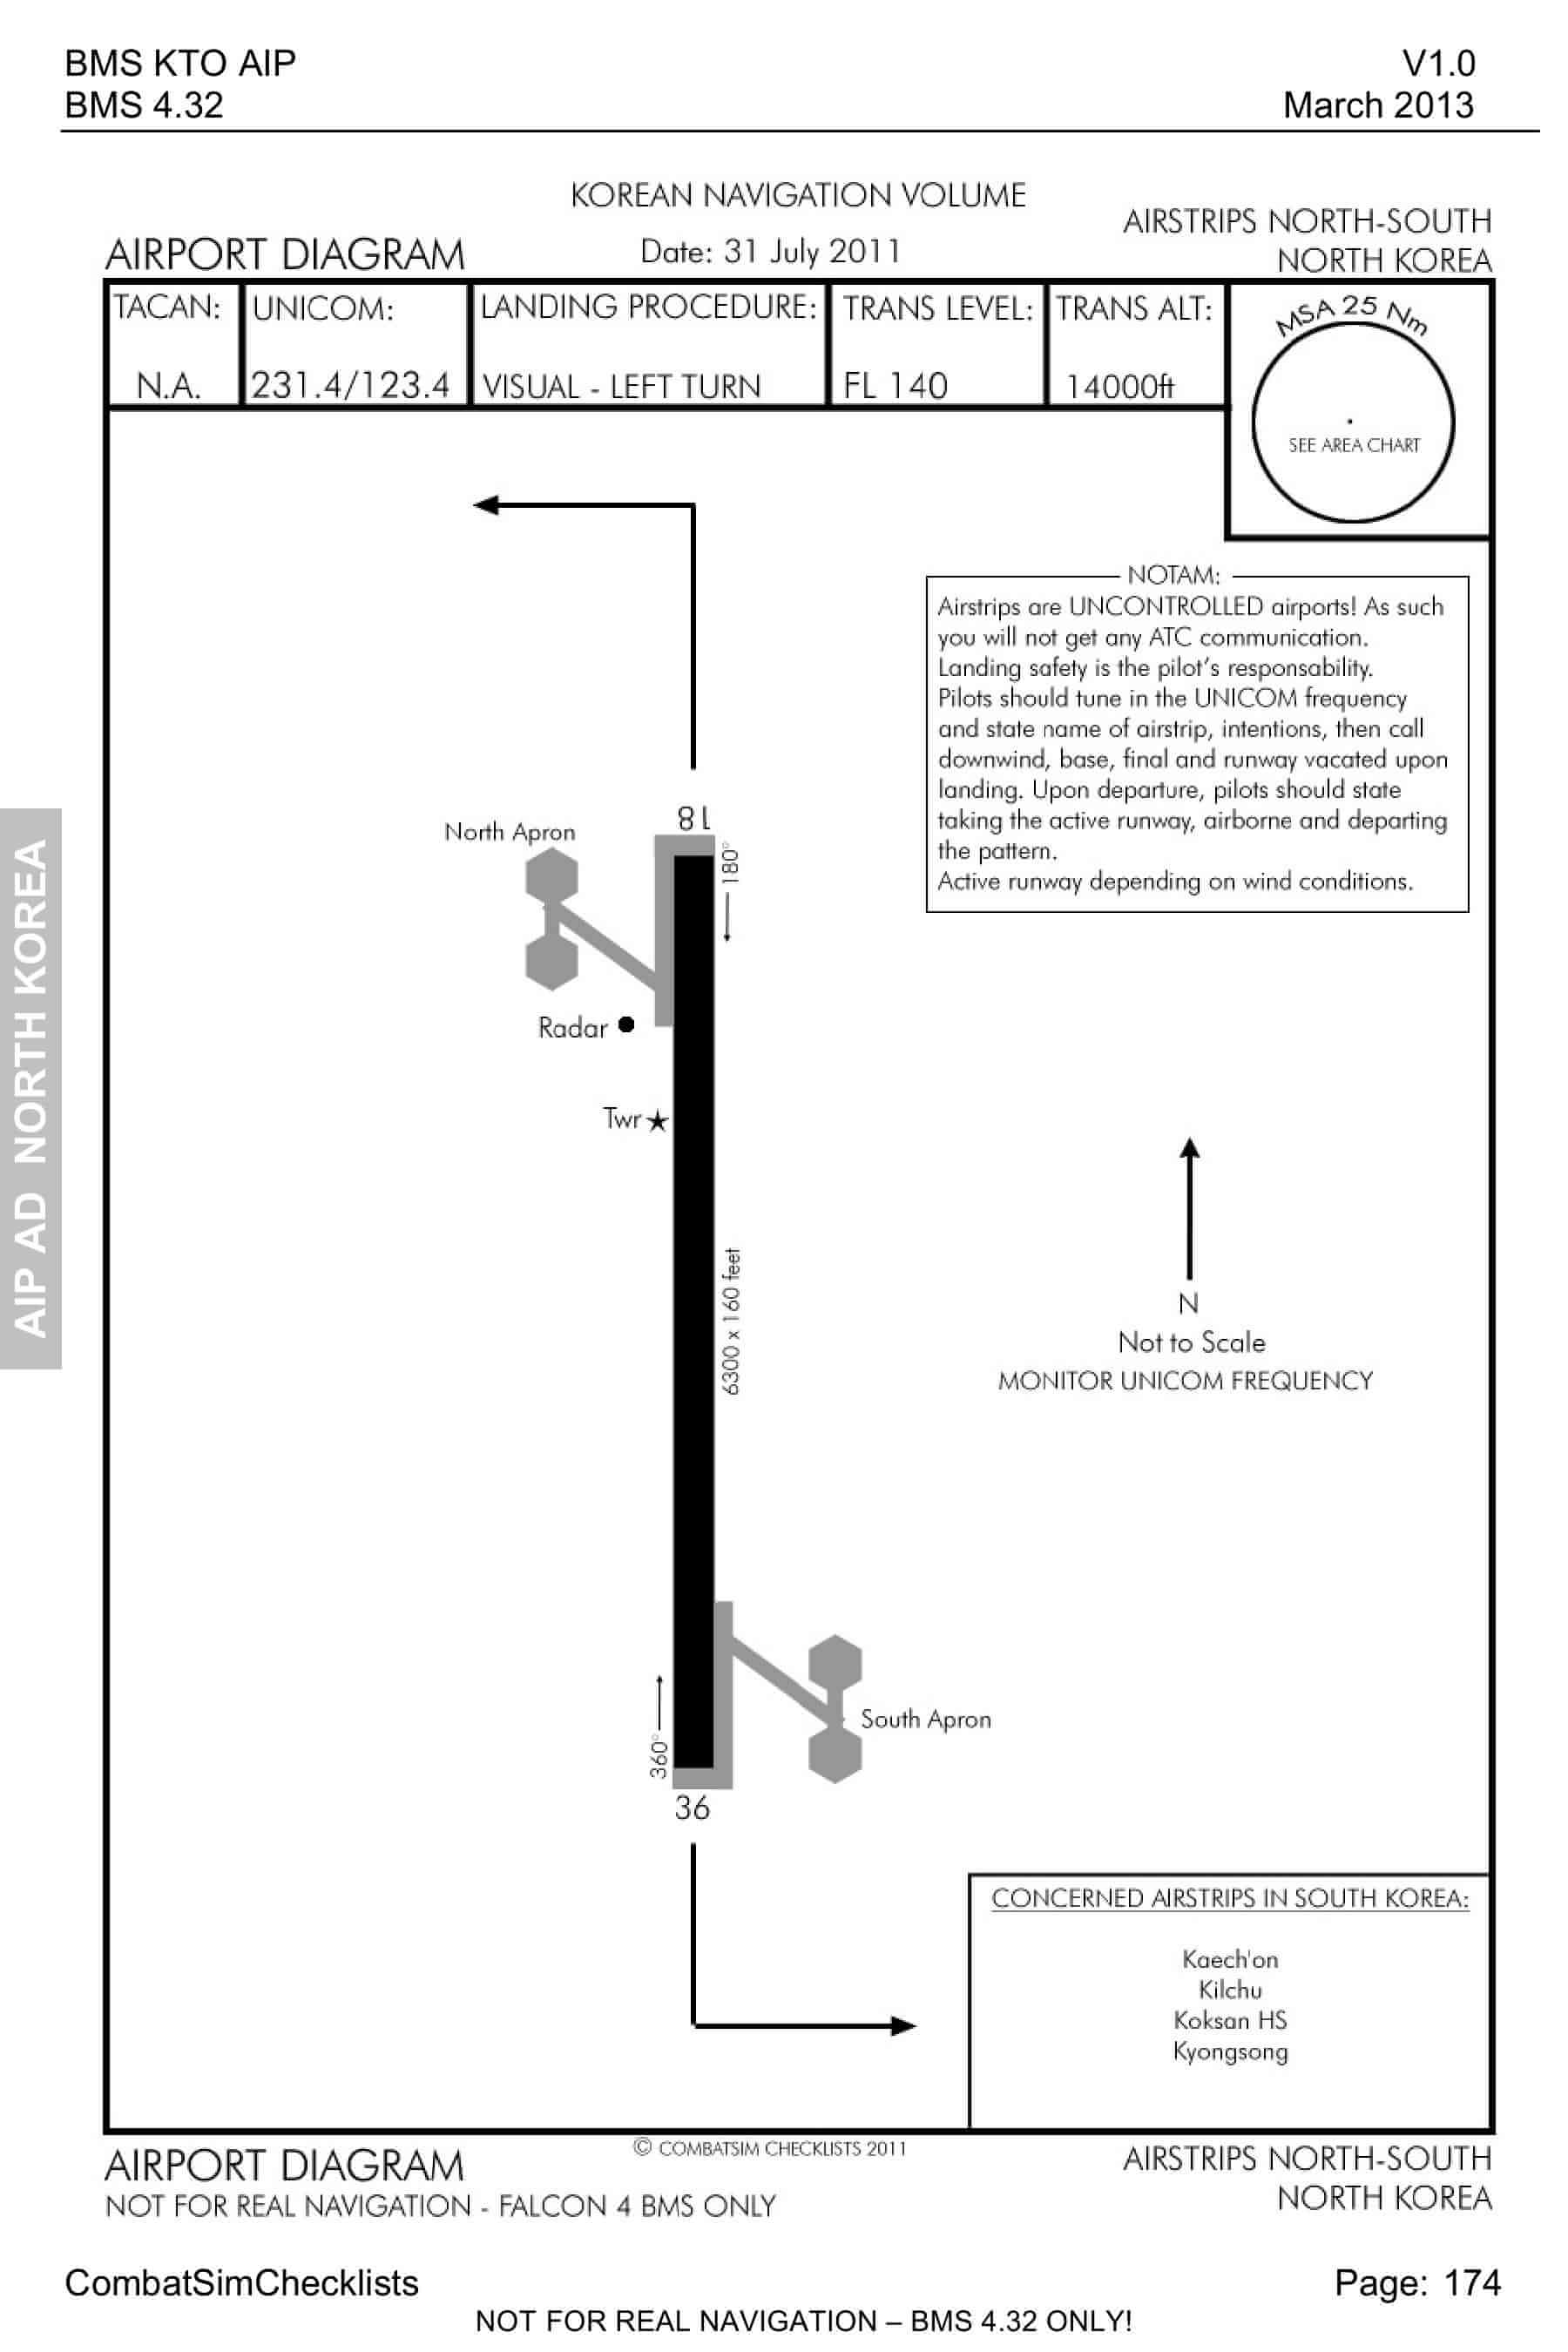 BMS KTO AIP
V1.0
BMS 4.32
March 2013
KOREAN NAVIGATION VOLUME
AIRSTRIPS NORTH-SOUTH
AIRPORT DIAGRAM
Date: 31 July 2011
NORTH KOREA
TACAN:
N.A.
UNICOM:
231.4/123.4
LANDING PROCEDURE:
VISUAL - LEFT TURN
TRANS LEVEL:
FL 140
TRANS ALT:
14000ft
MSA 25 Nm
SEE AREA CHART
NOTAM:
Airstrips are UNCONTROLLED airports! As such
you will not get any ATC communication.
Landing safety is the pilot's responsability.
Pilots should tune in the UNICOM frequency
and state name of airstrip, intentions, then call
downwind, base, final and runway vacated upon
landing. Upon departure, pilots should state
taking the active runway, airborne and departing
the pattern.
Active runway depending on wind conditions.
18
North Apron
180°
Radar
Twr
6300 x 160 feet
N
Not to Scale
MONITOR UNICOM FREQUENCY
South Apron
360°
36
CONCERNED AIRSTRIPS IN SOUTH KOREA:
Kaech'on
Kilchu
Koksan HS
Kyongsong
AIP AD NORTH KOREA
© COMBATSIM CHECKLISTS 2011
AIRPORT DIAGRAM
AIRSTRIPS NORTH-SOUTH
NOT FOR REAL NAVIGATION - FALCON 4 BMS ONLY
NORTH KOREA
CombatSimChecklists
Page: 174
NOT FOR REAL NAVIGATION – BMS 4.32 ONLY!